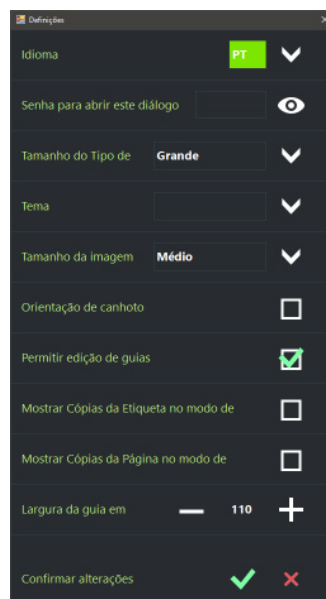 Definições
Idioma PT
Senha para abrir este diálogo
Tamanho do Tipo de Grande
Tema
Tamanho da imagem Médio
Orientação de canhoto
Permitir edição de guias
Mostrar Cópias da Etiqueta no modo de
Mostrar Cópias da Página no modo de
Largura da guia em 110
Confirmar alterações